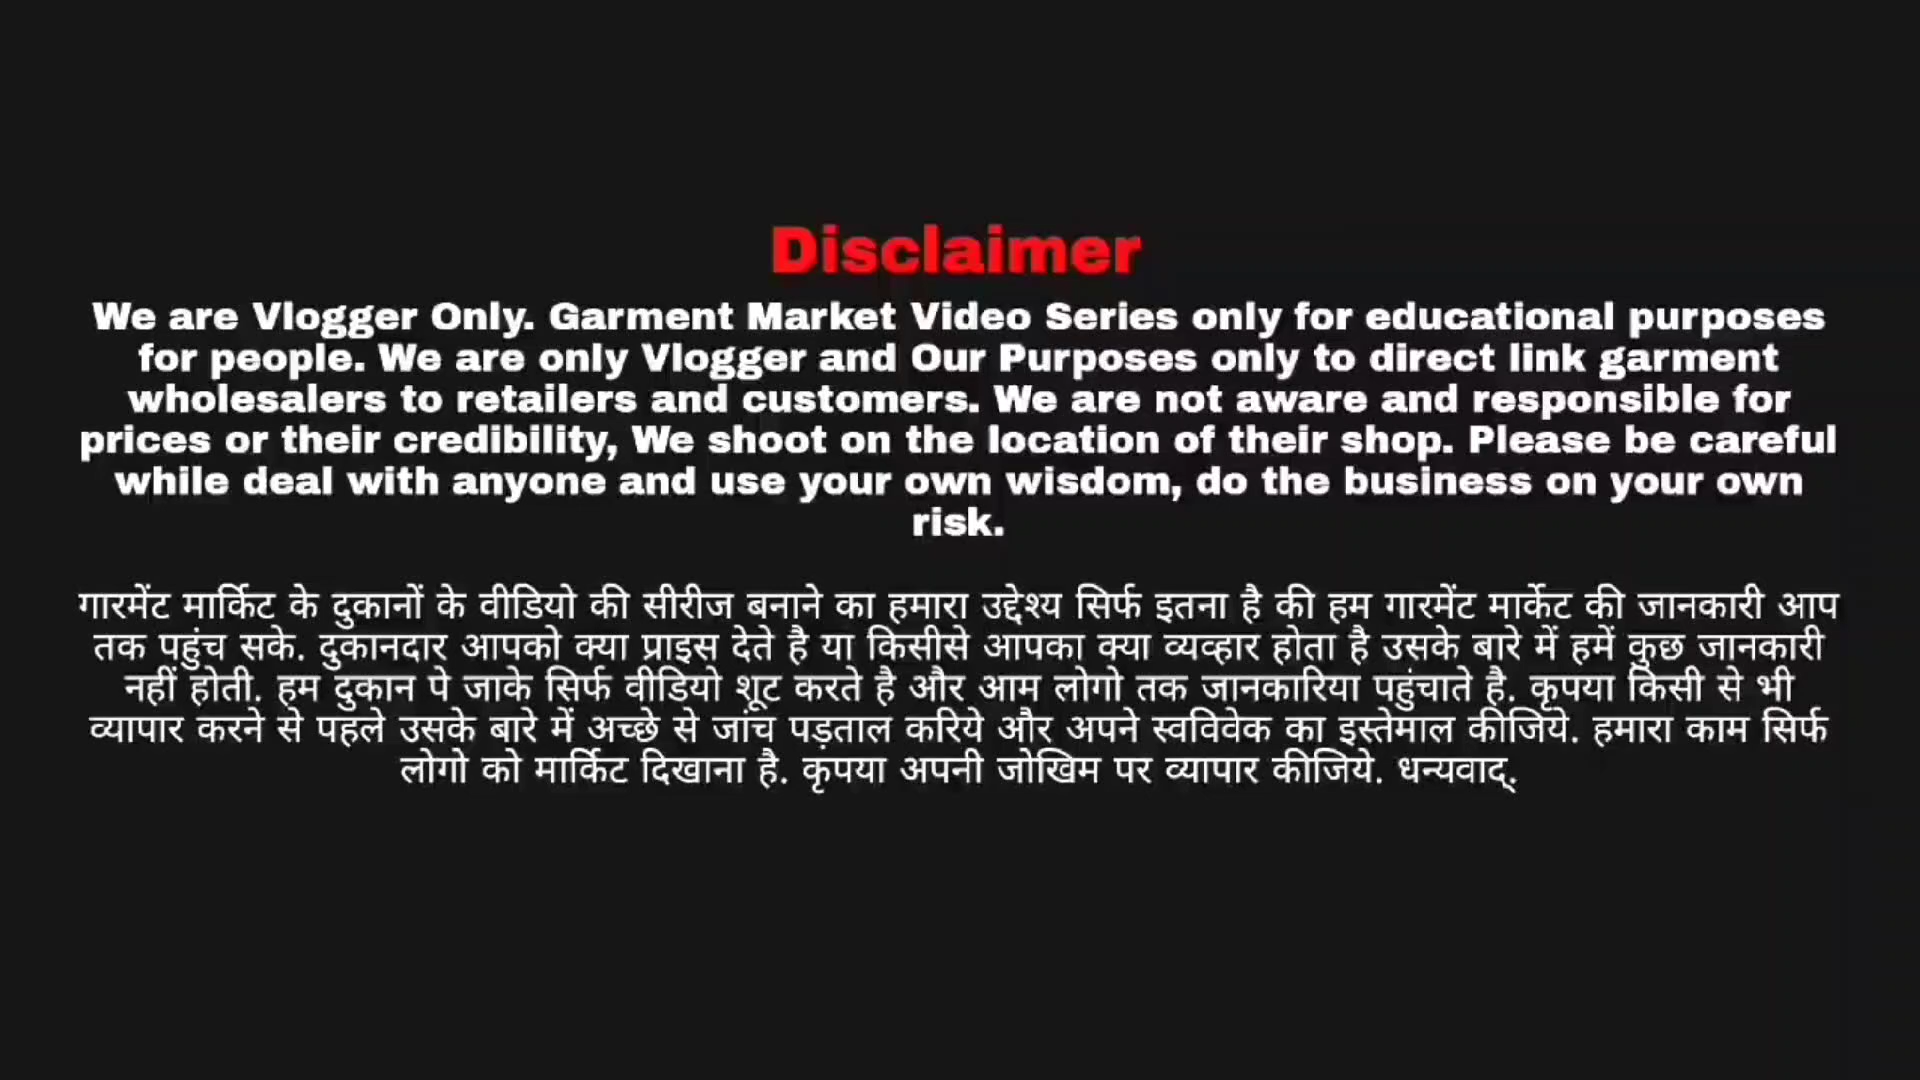 Disclaimer
We are Vlogger Only. Garment Market Video Series only for educational purposes
for people. We are only Vlogger and Our Purposes only to direct link garment
wholesalers to retailers and customers. We are not aware and responsible for
prices or their credibility, We shoot on the location of their shop. Please be careful
while deal with anyone and use your own wisdom, do the business on your own
risk.
गारमेंट मार्किट के दुकानों के वीडियो की सीरीज बनाने का हमारा उद्देश्य सिर्फ इतना है की हम गारमेंट मार्केट की जानकारी आप
तक पहुंच सके. दुकानदार आपको क्या प्राइस देते है या किसीसे आपका क्या व्यव्हार होता है उसके बारे में हमें कुछ जानकारी
नहीं होती. हम दुकान पे जाके सिर्फ वीडियो शूट करते है और आम लोगो तक जानकारिया पहुंचाते है. कृपया किसी से भी
व्यापार करने से पहले उसके बारे में अच्छे से जांच पड़ताल करिये और अपने स्वविवेक का इस्तेमाल कीजिये. हमारा काम सिर्फ
लोगो को मार्किट दिखाना है. कृपया अपनी जोखिम पर व्यापार कीजिये. धन्यवाद्.